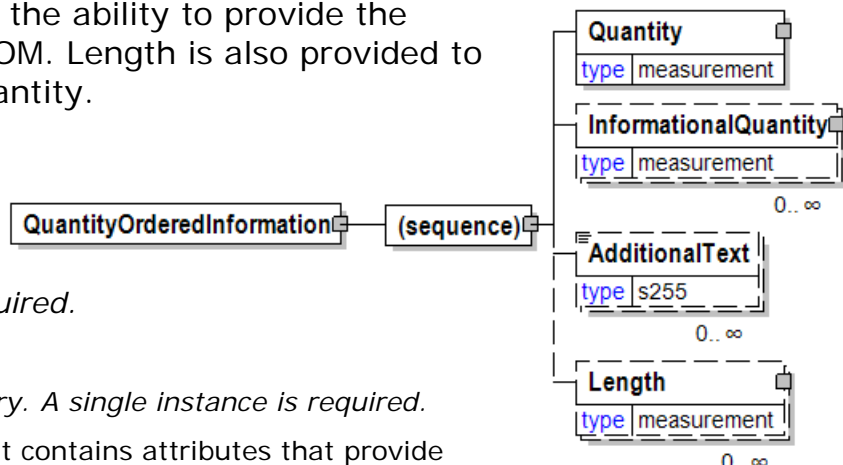 the ability to provide the
OM. Length is also provided to
antity.
Quantity
type measurement
InformationalQuantity
type measurement
0.. ∞
QuantityOrderedInformation
(sequence)
AdditionalText
type s255
0.. ∞
uired.
Length
type measurement
0.. ∞
ry. A single instance is required.
t contains attributes that provide